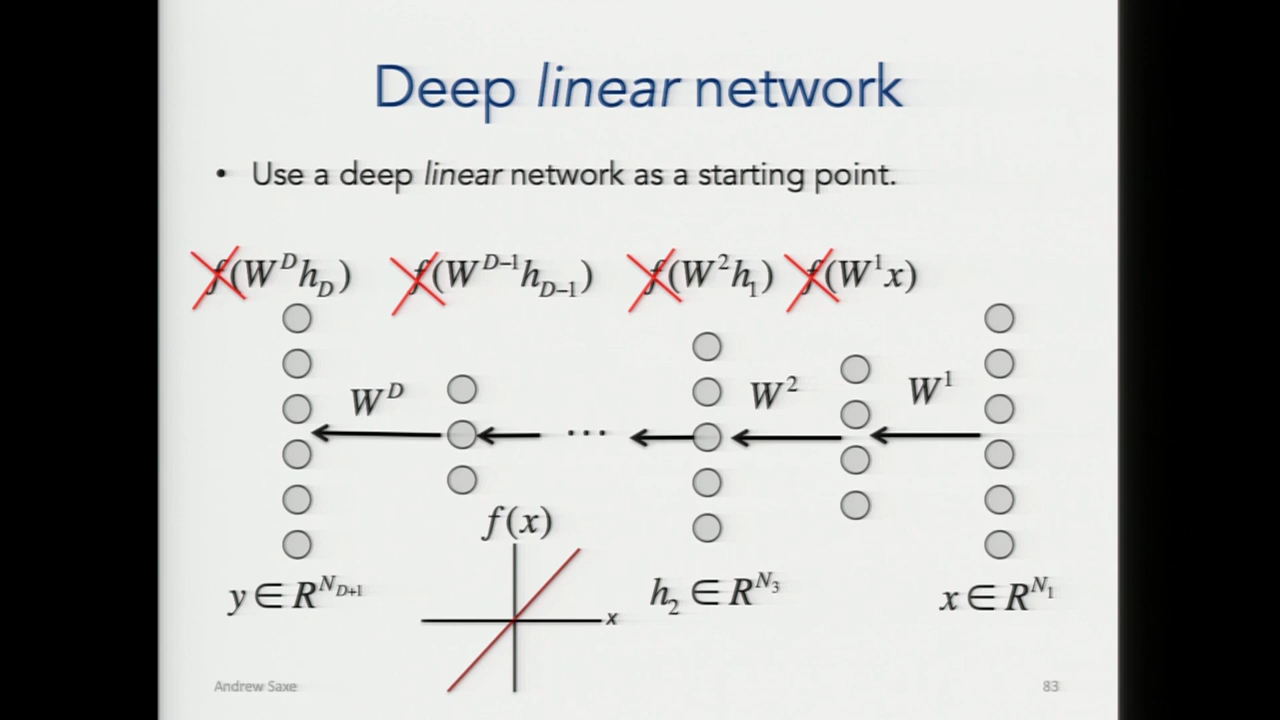 Deep linear network
• Use a deep linear network as a starting point.
f(W^D h_D) f(W^{D-1} h_{D-1}) f(W^2 h_1) f(W^1 x)
W^D ... W^2 W^1
f(x)
x
y ∈ R^{N_{D+1}} h_2 ∈ R^{N_3} x ∈ R^{N_1}
Andrew Saxe 83